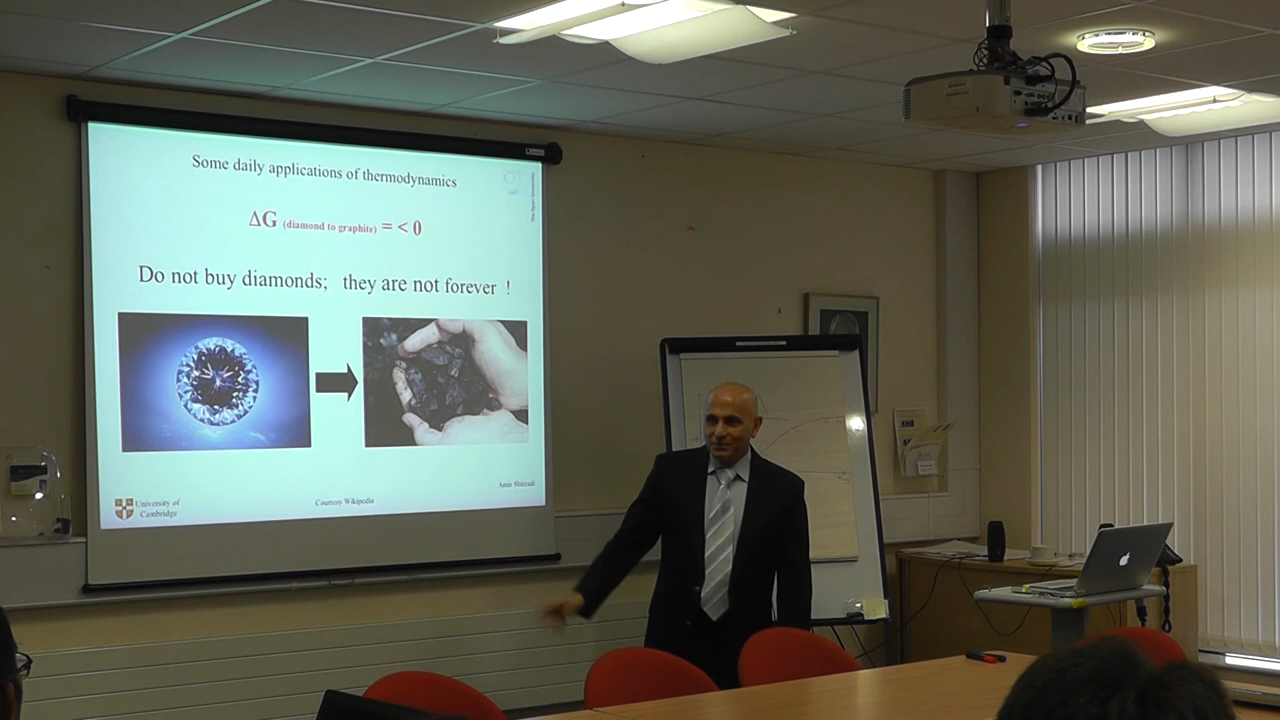 Some daily applications of thermodynamics
ΔG (diamond to graphite) = < 0
Do not buy diamonds; they are not forever !
Amir Shirzadi
University of
Cambridge
Courtesy Wikipedia